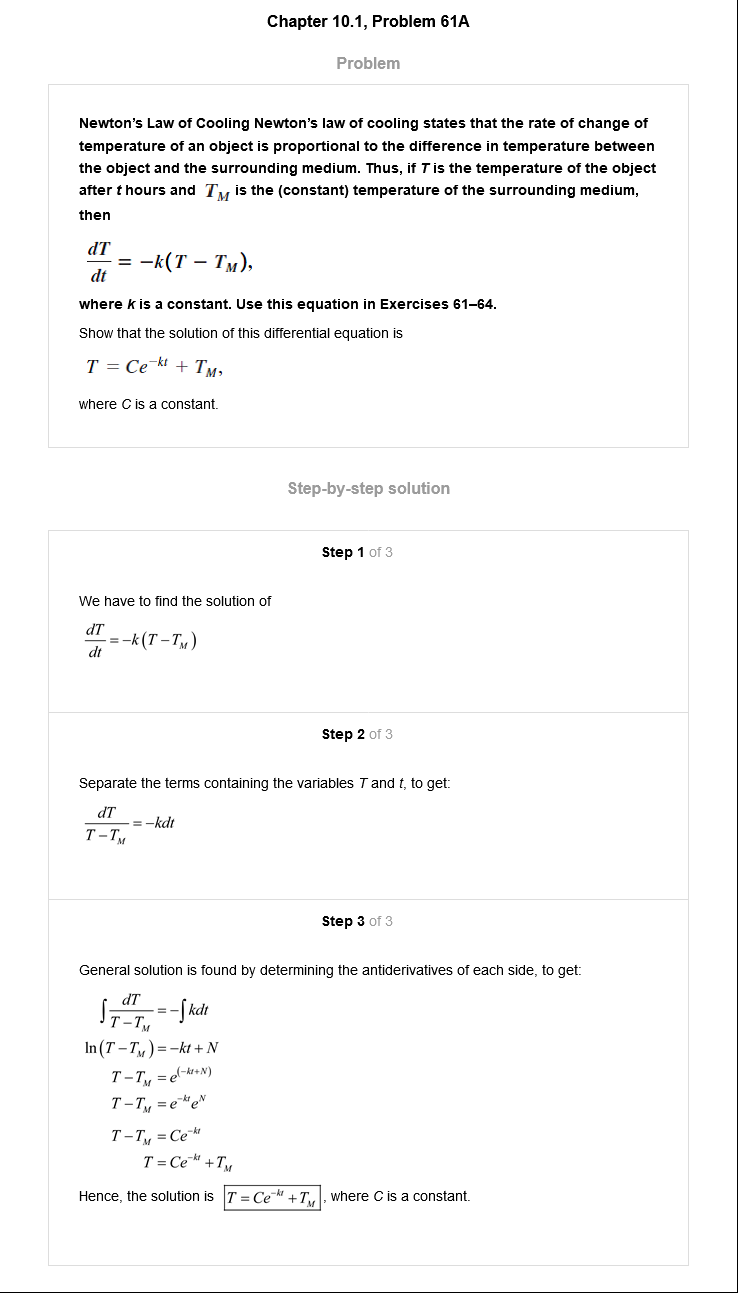 Chapter 10.1, Problem 61A
Problem
Newton's Law of Cooling Newton's law of cooling states that the rate of change of
temperature of an object is proportional to the difference in temperature between
the object and the surrounding medium. Thus, if T is the temperature of the object
after t hours and T_M is the (constant) temperature of the surrounding medium,
then
dT/dt = −k(T − T_M),
where k is a constant. Use this equation in Exercises 61–64.
Show that the solution of this differential equation is
T = Ce^{−kt} + T_M,
where C is a constant.
Step-by-step solution
Step 1 of 3
We have to find the solution of
dT/dt = −k(T − T_M)
Step 2 of 3
Separate the terms containing the variables T and t, to get:
dT/(T − T_M) = −kdt
Step 3 of 3
General solution is found by determining the antiderivatives of each side, to get:
∫ dT/(T − T_M) = −∫ kdt
ln(T − T_M) = −kt + N
T − T_M = e^{(−kt+N)}
T − T_M = e^{−kt}e^N
T − T_M = Ce^{−kt}
T = Ce^{−kt} + T_M
Hence, the solution is T = Ce^{−kt} + T_M, where C is a constant.